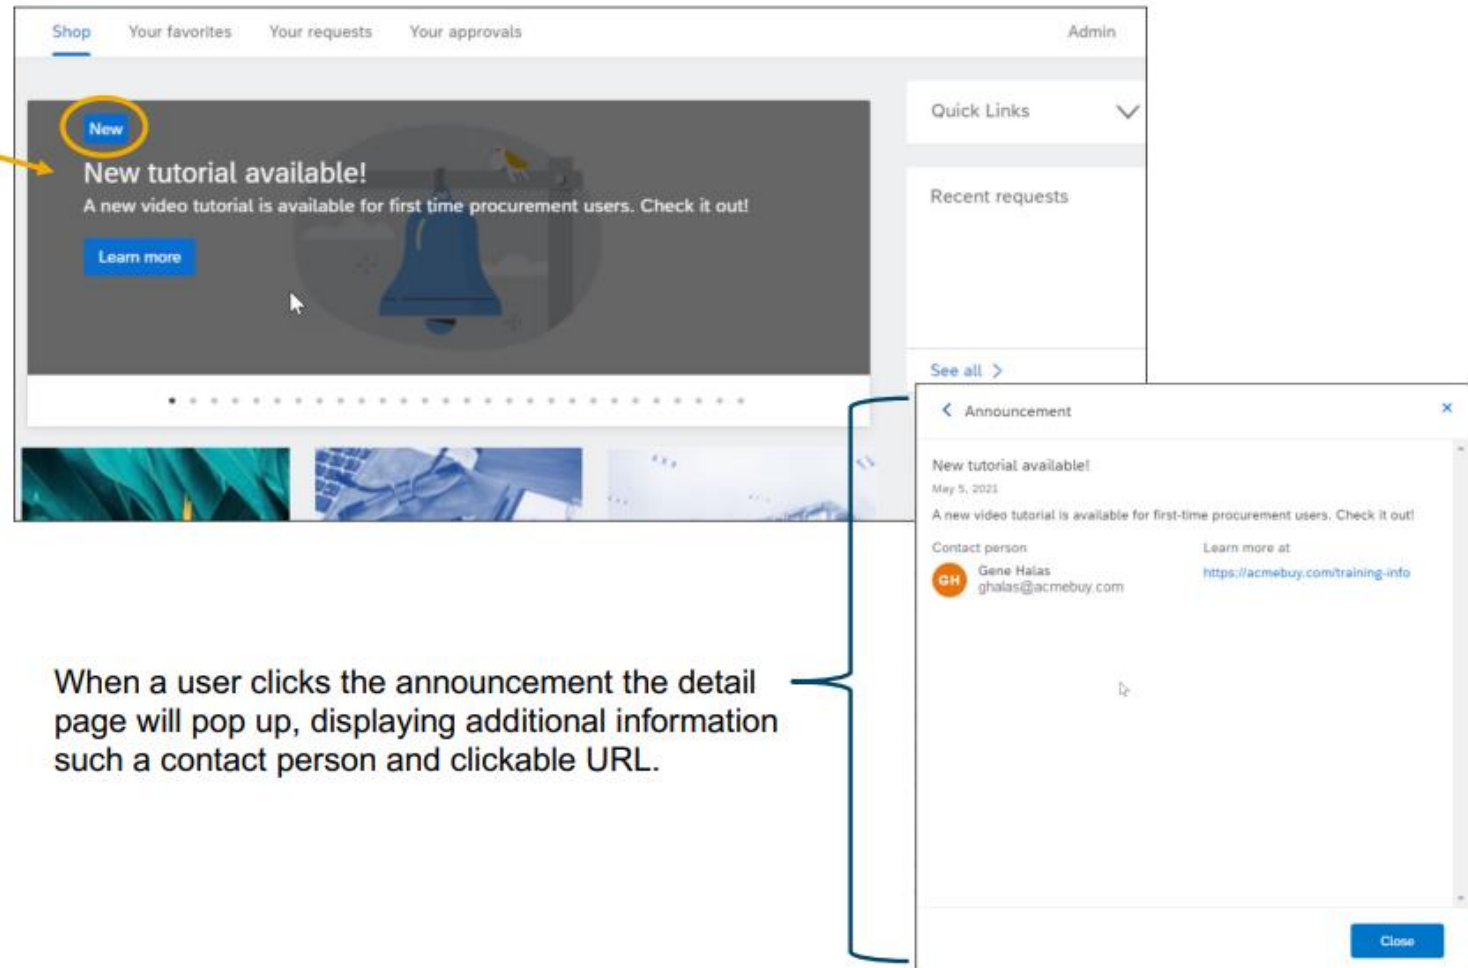 Shop Your favorites Your requests Your approvals Admin
New
New tutorial available!
A new video tutorial is available for first time procurement users. Check it out!
Learn more
Quick Links
Recent requests
See all
Announcement
New tutorial available!
May 5, 2021
A new video tutorial is available for first-time procurement users. Check it out!
Contact person
GH
Gene Halas
ghalas@acmebuy.com
Learn more at
https://acmebuy.com/training-info
Close
When a user clicks the announcement the detail
page will pop up, displaying additional information
such a contact person and clickable URL.